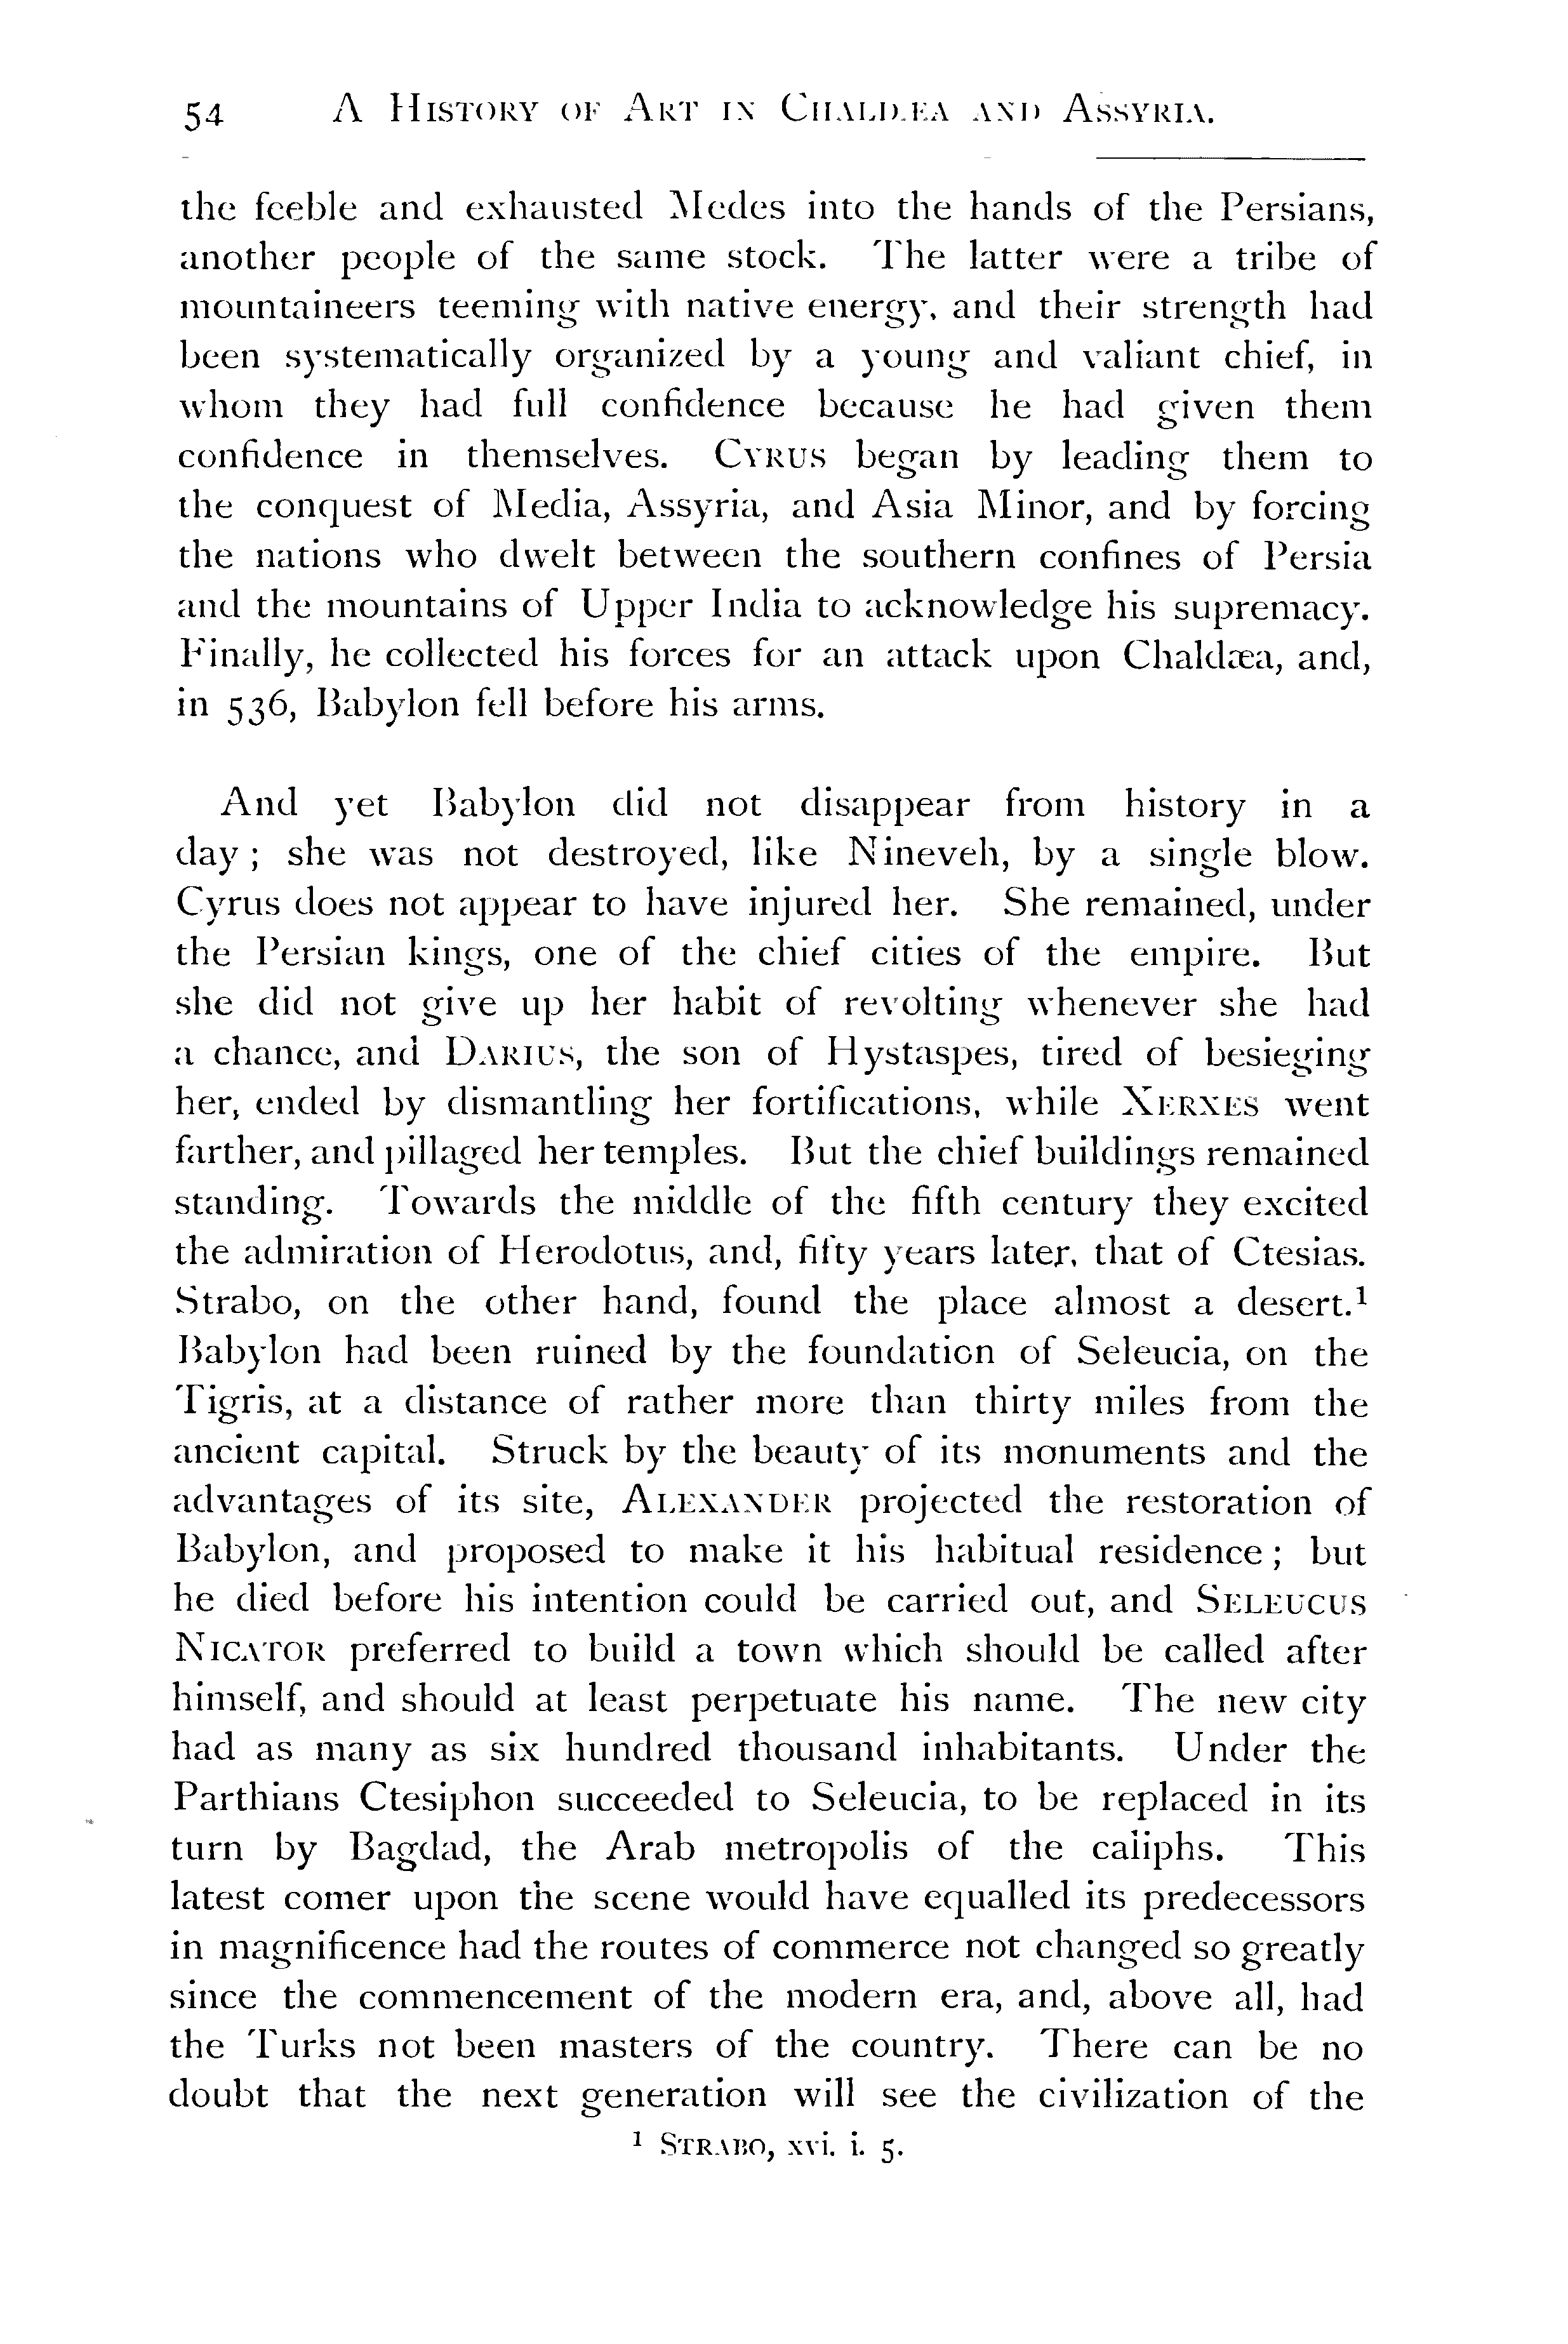 54 A History of Art in Chaldæa and Assyria.
the feeble and exhausted Medes into the hands of the Persians,
another people of the same stock. The latter were a tribe of
mountaineers teeming with native energy, and their strength had
been systematically organized by a young and valiant chief, in
whom they had full confidence because he had given them
confidence in themselves. Cyrus began by leading them to
the conquest of Media, Assyria, and Asia Minor, and by forcing
the nations who dwelt between the southern confines of Persia
and the mountains of Upper India to acknowledge his supremacy.
Finally, he collected his forces for an attack upon Chaldæa, and,
in 536, Babylon fell before his arms.
And yet Babylon did not disappear from history in a
day; she was not destroyed, like Nineveh, by a single blow.
Cyrus does not appear to have injured her. She remained, under
the Persian kings, one of the chief cities of the empire. But
she did not give up her habit of revolting whenever she had
a chance, and Darius, the son of Hystaspes, tired of besieging
her, ended by dismantling her fortifications, while Xerxes went
farther, and pillaged her temples. But the chief buildings remained
standing. Towards the middle of the fifth century they excited
the admiration of Herodotus, and, fifty years later, that of Ctesias.
Strabo, on the other hand, found the place almost a desert.¹
Babylon had been ruined by the foundation of Seleucia, on the
Tigris, at a distance of rather more than thirty miles from the
ancient capital. Struck by the beauty of its monuments and the
advantages of its site, Alexander projected the restoration of
Babylon, and proposed to make it his habitual residence; but
he died before his intention could be carried out, and Seleucus
Nicator preferred to build a town which should be called after
himself, and should at least perpetuate his name. The new city
had as many as six hundred thousand inhabitants. Under the
Parthians Ctesiphon succeeded to Seleucia, to be replaced in its
turn by Bagdad, the Arab metropolis of the caliphs. This
latest comer upon the scene would have equalled its predecessors
in magnificence had the routes of commerce not changed so greatly
since the commencement of the modern era, and, above all, had
the Turks not been masters of the country. There can be no
doubt that the next generation will see the civilization of the
¹ Strabo, xvi. i. 5.